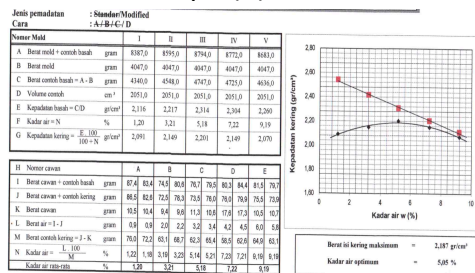 Jenis pemadatan : Standar/Modified
Cara : A / B / C / D
Nomor Mold I II III IV V
A Berat mold + contoh basah gram 8387,0 8595,0 8794,0 8772,0 8683,0
B Berat mold gram 4047,0 4047,0 4047,0 4047,0 4047,0
C Berat contoh basah = A - B gram 4340,0 4548,0 4747,0 4725,0 4636,0
D Volume contoh cm ³ 2051,0 2051,0 2051,0 2051,0 2051,0
E Kepadatan basah = C/D gr/cm³ 2,116 2,217 2,314 2,304 2,260
F Kadar air = N % 1,20 3,21 5,18 7,22 9,19
G Kepadatan kering = E . 100 / 100 + N gr/cm³ 2,091 2,149 2,201 2,149 2,070
H Nomor cawan A B C D E
I Berat cawan + contoh basah gram 87,4 83,4 74,5 80,6 76,7 79,5 80,3 84,4 81,5 79,7
J Berat cawan + contoh kering gram 86,5 82,6 72,5 78,3 73,5 76,0 76,0 79,9 75,5 73,9
K Berat cawan gram 10,5 10,4 9,4 9,6 11,3 10,8 17,6 17,3 10,5 10,7
L Berat air = I - J gram 0,9 0,9 2,0 2,2 3,2 3,4 4,2 4,5 6,0 5,8
M Berat contoh kering = J - K gram 76,0 72,2 63,1 68,7 62,3 65,4 58,5 62,6 64,9 63,1
N Kadar air = L . 100 / M % 1,22 1,18 3,19 3,23 5,14 5,21 7,23 7,21 9,19 9,19
Kadar air rata-rata % 1,20 3,21 5,18 7,22 9,19
Kepadatan kering (gr/cm³)
2,80
2,60
2,40
2,20
2,00
1,80
1,60
0 2 4 6 8 10
Kadar air w (%)
Berat isi kering maksimum = 2,187 gr/cm³
Kadar air optimum = 5,05 %